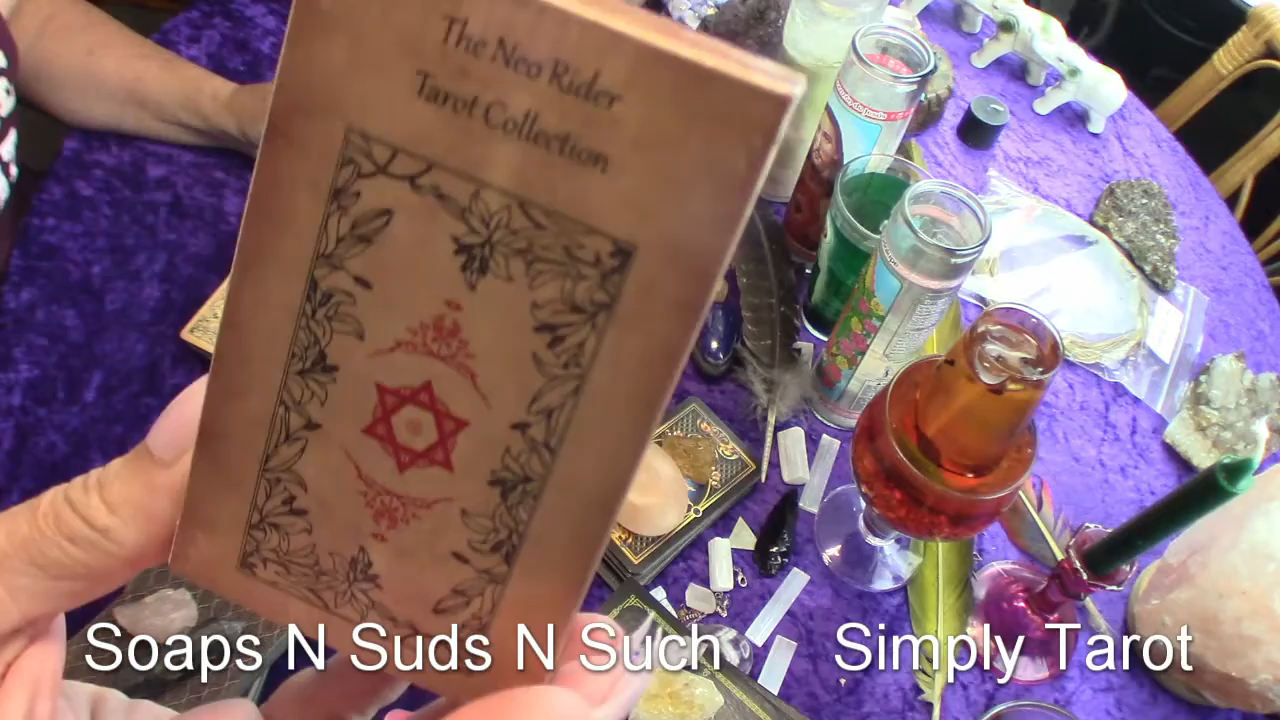 The Neo Rider
Tarot Collection
Soaps N Suds N Such
Simply Tarot